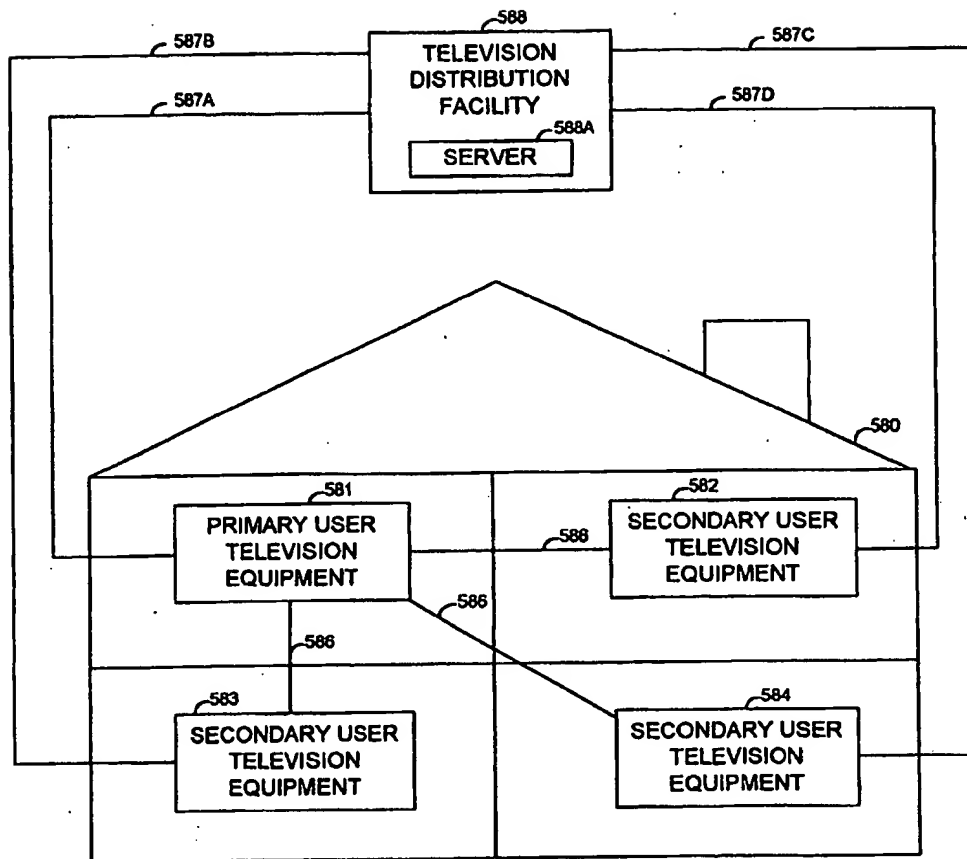 588
587B
587C
TELEVISION
DISTRIBUTION
FACILITY
587A
587D
588A
SERVER
580
581
582
PRIMARY USER
TELEVISION
EQUIPMENT
586
SECONDARY USER
TELEVISION
EQUIPMENT
586
586
583
584
SECONDARY USER
TELEVISION
EQUIPMENT
SECONDARY USER
TELEVISION
EQUIPMENT